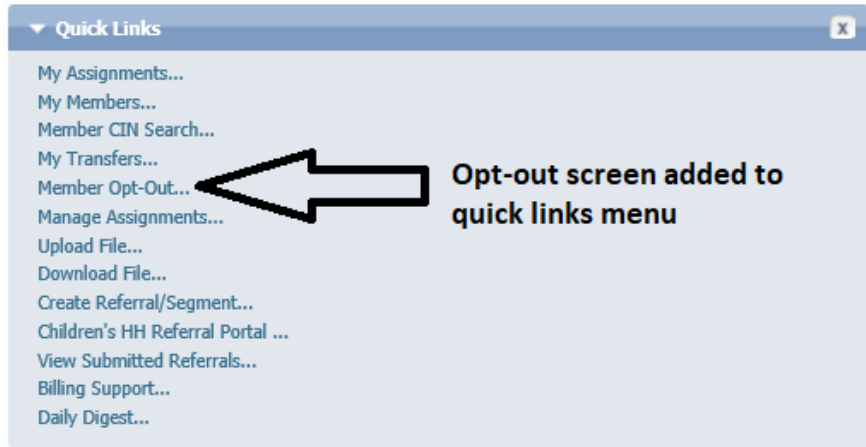 Quick Links
x
My Assignments...
My Members...
Member CIN Search...
My Transfers...
Member Opt-Out...
Opt-out screen added to
quick links menu
Manage Assignments...
Upload File...
Download File...
Create Referral/Segment...
Children's HH Referral Portal ...
View Submitted Referrals...
Billing Support...
Daily Digest...